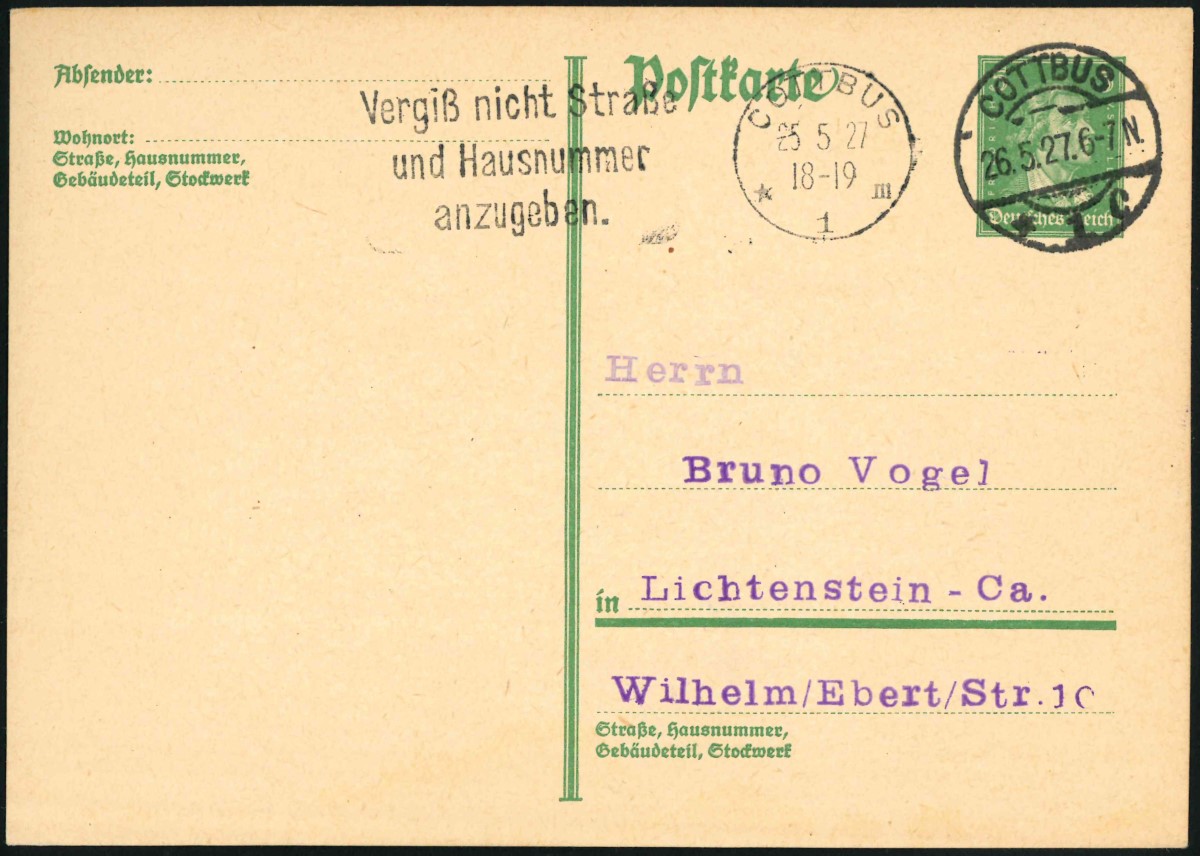 Absender:
Wohnort:
Straße, Hausnummer,
Gebäudeteil, Stockwerk
Postkarte
Vergiß nicht Straße
und Hausnummer
anzugeben.
COTTBUS
25 5 27
18-19
* m
1
COTTBUS
26.5.27.6-7 N.
* 1 c
Deutsches Reich
Herrn
Bruno Vogel
in Lichtenstein - Ca.
Wilhelm/Ebert/Str.10
Straße, Hausnummer,
Gebäudeteil, Stockwerk